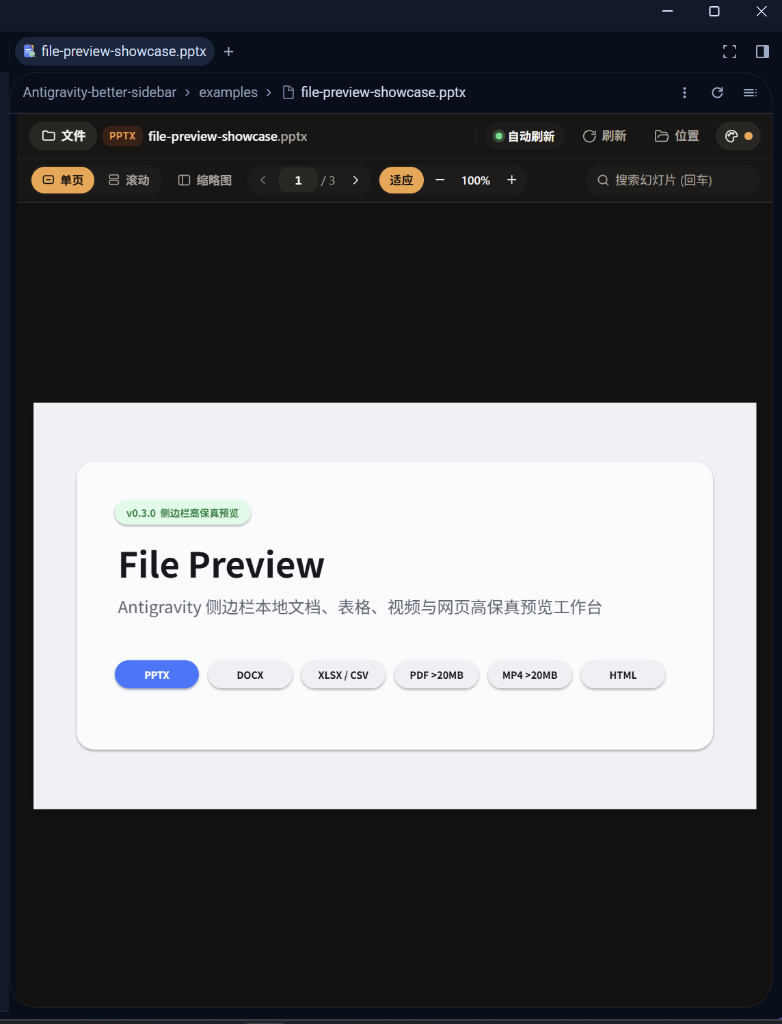 file-preview-showcase.pptx
Antigravity-better-sidebar › examples › file-preview-showcase.pptx
文件 PPTX file-preview-showcase.pptx 自动刷新 刷新 位置
单页 滚动 缩略图 1 / 3 适应 100% 搜索幻灯片 (回车)
v0.3.0 侧边栏高保真预览
File Preview
Antigravity 侧边栏本地文档、表格、视频与网页高保真预览工作台
PPTX DOCX XLSX / CSV PDF >20MB MP4 >20MB HTML